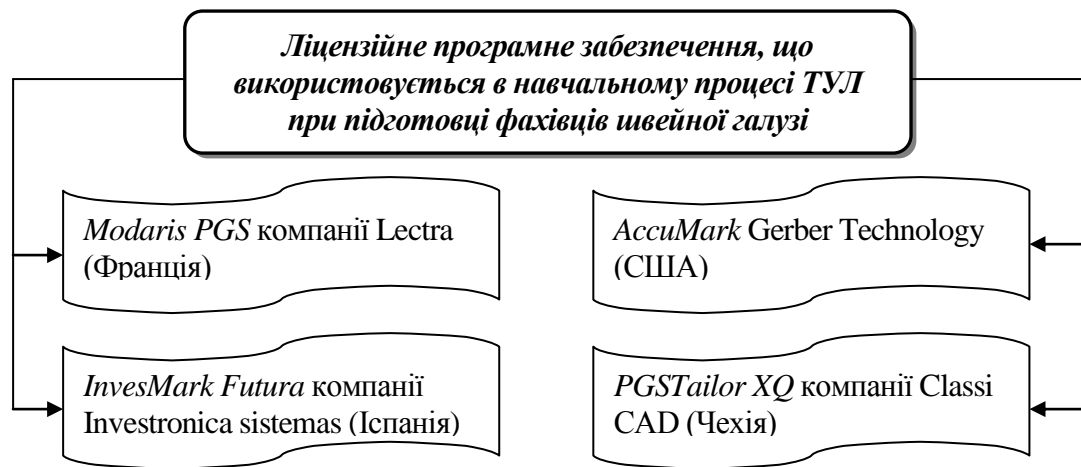 Ліцензійне програмне забезпечення, що
використовується в навчальному процесі ТУЛ
при підготовці фахівців швейної галузі
Modaris PGS компанії Lectra
(Франція)
AccuMark Gerber Technology
(США)
InvesMark Futura компанії
Investronica sistemas (Іспанія)
PGSTailor XQ компанії Classi
CAD (Чехія)